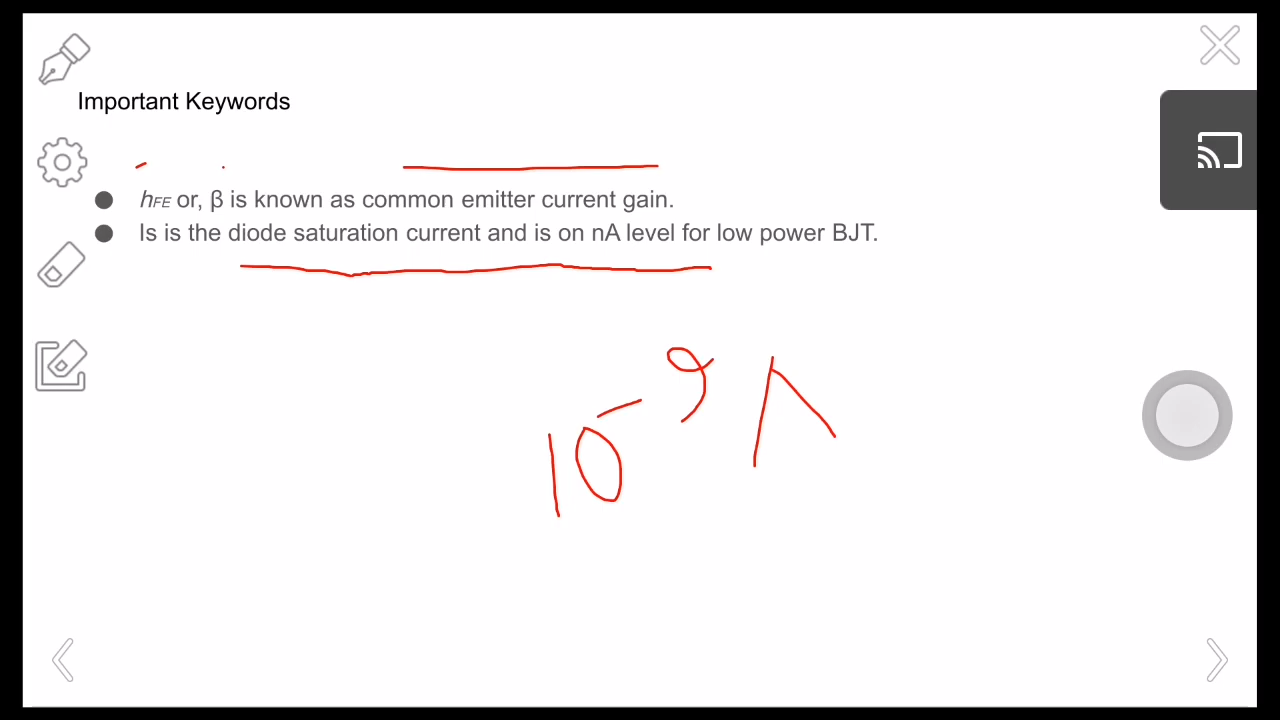 Important Keywords
● hFE or, β is known as common emitter current gain.
● Is is the diode saturation current and is on nA level for low power BJT.
10⁻⁹ A